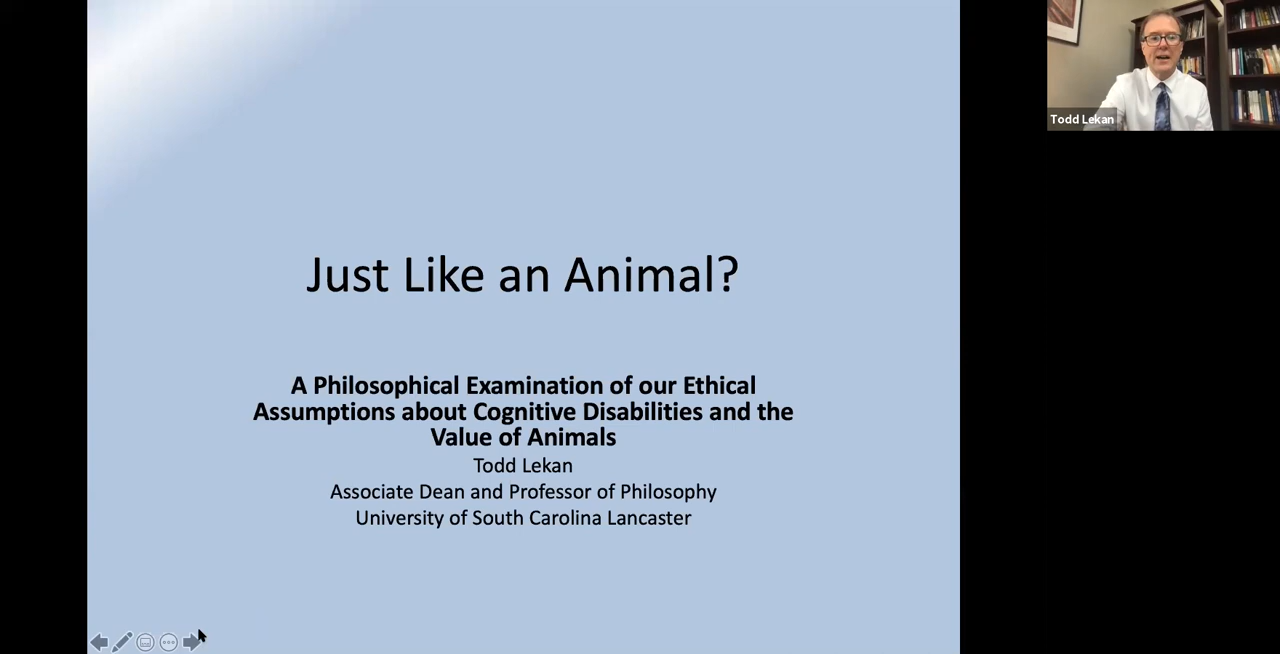 Just Like an Animal?
A Philosophical Examination of our Ethical
Assumptions about Cognitive Disabilities and the
Value of Animals
Todd Lekan
Associate Dean and Professor of Philosophy
University of South Carolina Lancaster
Todd Lekan